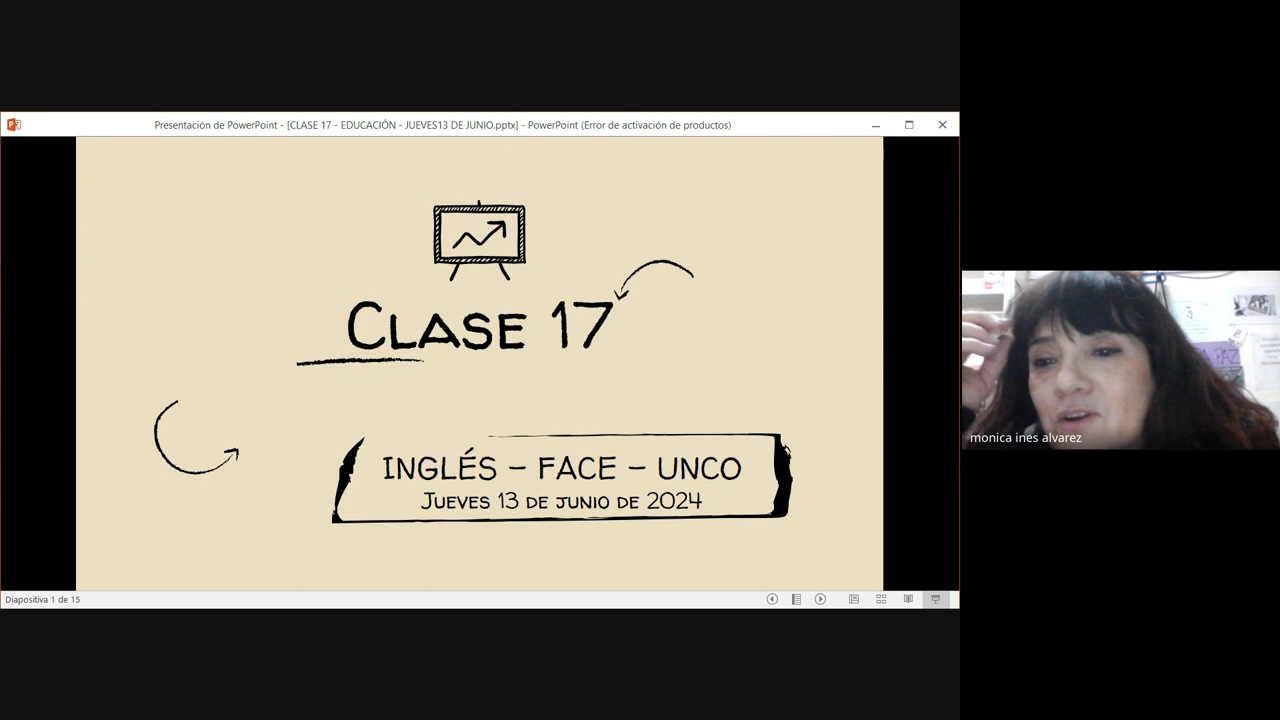 Presentación de PowerPoint - [CLASE 17 - EDUCACIÓN - JUEVES13 DE JUNIO.pptx] - PowerPoint (Error de activación de productos)
CLASE 17
INGLÉS – FACE – UNCO
JUEVES 13 DE JUNIO DE 2024
Diapositiva 1 de 15
PAZ
monica ines alvarez